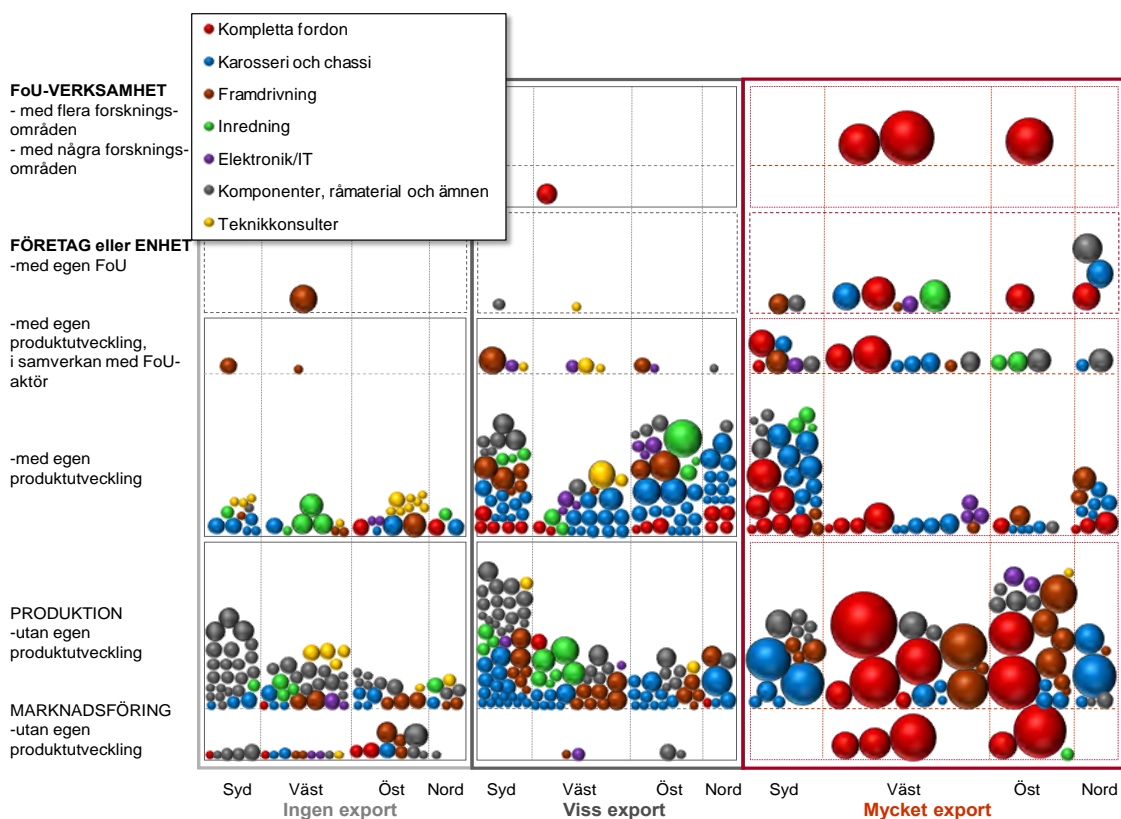 Kompletta fordon
Karosseri och chassi
Framdrivning
Inredning
Elektronik/IT
Komponenter, råmaterial och ämnen
Teknikkonsulter
FoU-VERKSAMHET
- med flera forsknings-
områden
- med några forsknings-
områden
FÖRETAG eller ENHET
-med egen FoU
-med egen
produktutveckling,
i samverkan med FoU-
aktör
-med egen
produktutveckling
PRODUKTION
-utan egen
produktutveckling
MARKNADSFÖRING
-utan egen
produktutveckling
Syd Väst Öst Nord Syd Väst Öst Nord Syd Väst Öst Nord
Ingen export Viss export Mycket export